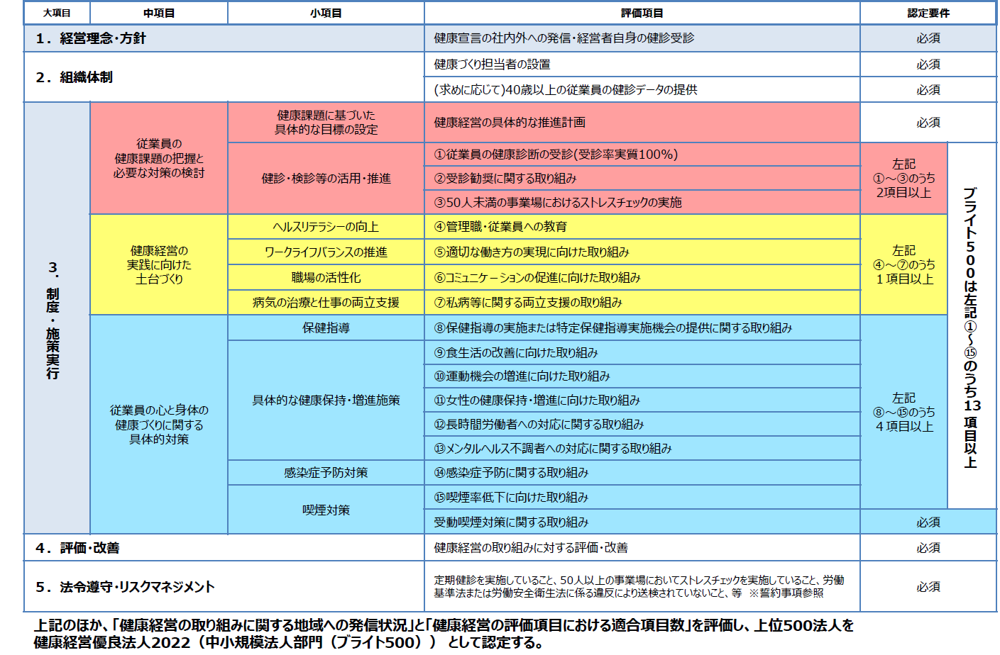 大項目
中項目
小項目
評価項目
認定要件
１．経営理念・方針
健康宣言の社内外への発信・経営者自身の健診受診
必須
２．組織体制
健康づくり担当者の設置
必須
(求めに応じて)40歳以上の従業員の健診データの提供
必須
３．制度・施策実行
従業員の
健康課題の把握と
必要な対策の検討
健康課題に基づいた
具体的な目標の設定
健康経営の具体的な推進計画
必須
健診・検診等の活用・推進
①従業員の健康診断の受診(受診率実質100%)
②受診勧奨に関する取り組み
③50人未満の事業場におけるストレスチェックの実施
左記
①～③のうち
2項目以上
ブライト500は左記①～⑮のうち13項目以上
健康経営の
実践に向けた
土台づくり
ヘルスリテラシーの向上
④管理職・従業員への教育
ワークライフバランスの推進
⑤適切な働き方の実現に向けた取り組み
職場の活性化
⑥コミュニケーションの促進に向けた取り組み
病気の治療と仕事の両立支援
⑦私病等に関する両立支援の取り組み
左記
④～⑦のうち
１項目以上
従業員の心と身体の
健康づくりに関する
具体的対策
保健指導
⑧保健指導の実施または特定保健指導実施機会の提供に関する取り組み
具体的な健康保持・増進施策
⑨食生活の改善に向けた取り組み
⑩運動機会の増進に向けた取り組み
⑪女性の健康保持・増進に向けた取り組み
⑫長時間労働者への対応に関する取り組み
⑬メンタルヘルス不調者への対応に関する取り組み
感染症予防対策
⑭感染症予防に関する取り組み
喫煙対策
⑮喫煙率低下に向けた取り組み
左記
⑧～⑮のうち
４項目以上
受動喫煙対策に関する取り組み
必須
４．評価・改善
健康経営の取り組みに対する評価・改善
必須
５．法令遵守・リスクマネジメント
定期健診を実施していること、50人以上の事業場においてストレスチェックを実施していること、労働
基準法または労働安全衛生法に係る違反により送検されていないこと、等　※誓約事項参照
必須
上記のほか、「健康経営の取り組みに関する地域への発信状況」と「健康経営の評価項目における適合項目数」を評価し、上位500法人を
健康経営優良法人2022（中小規模法人部門（ブライト500））　として認定する。